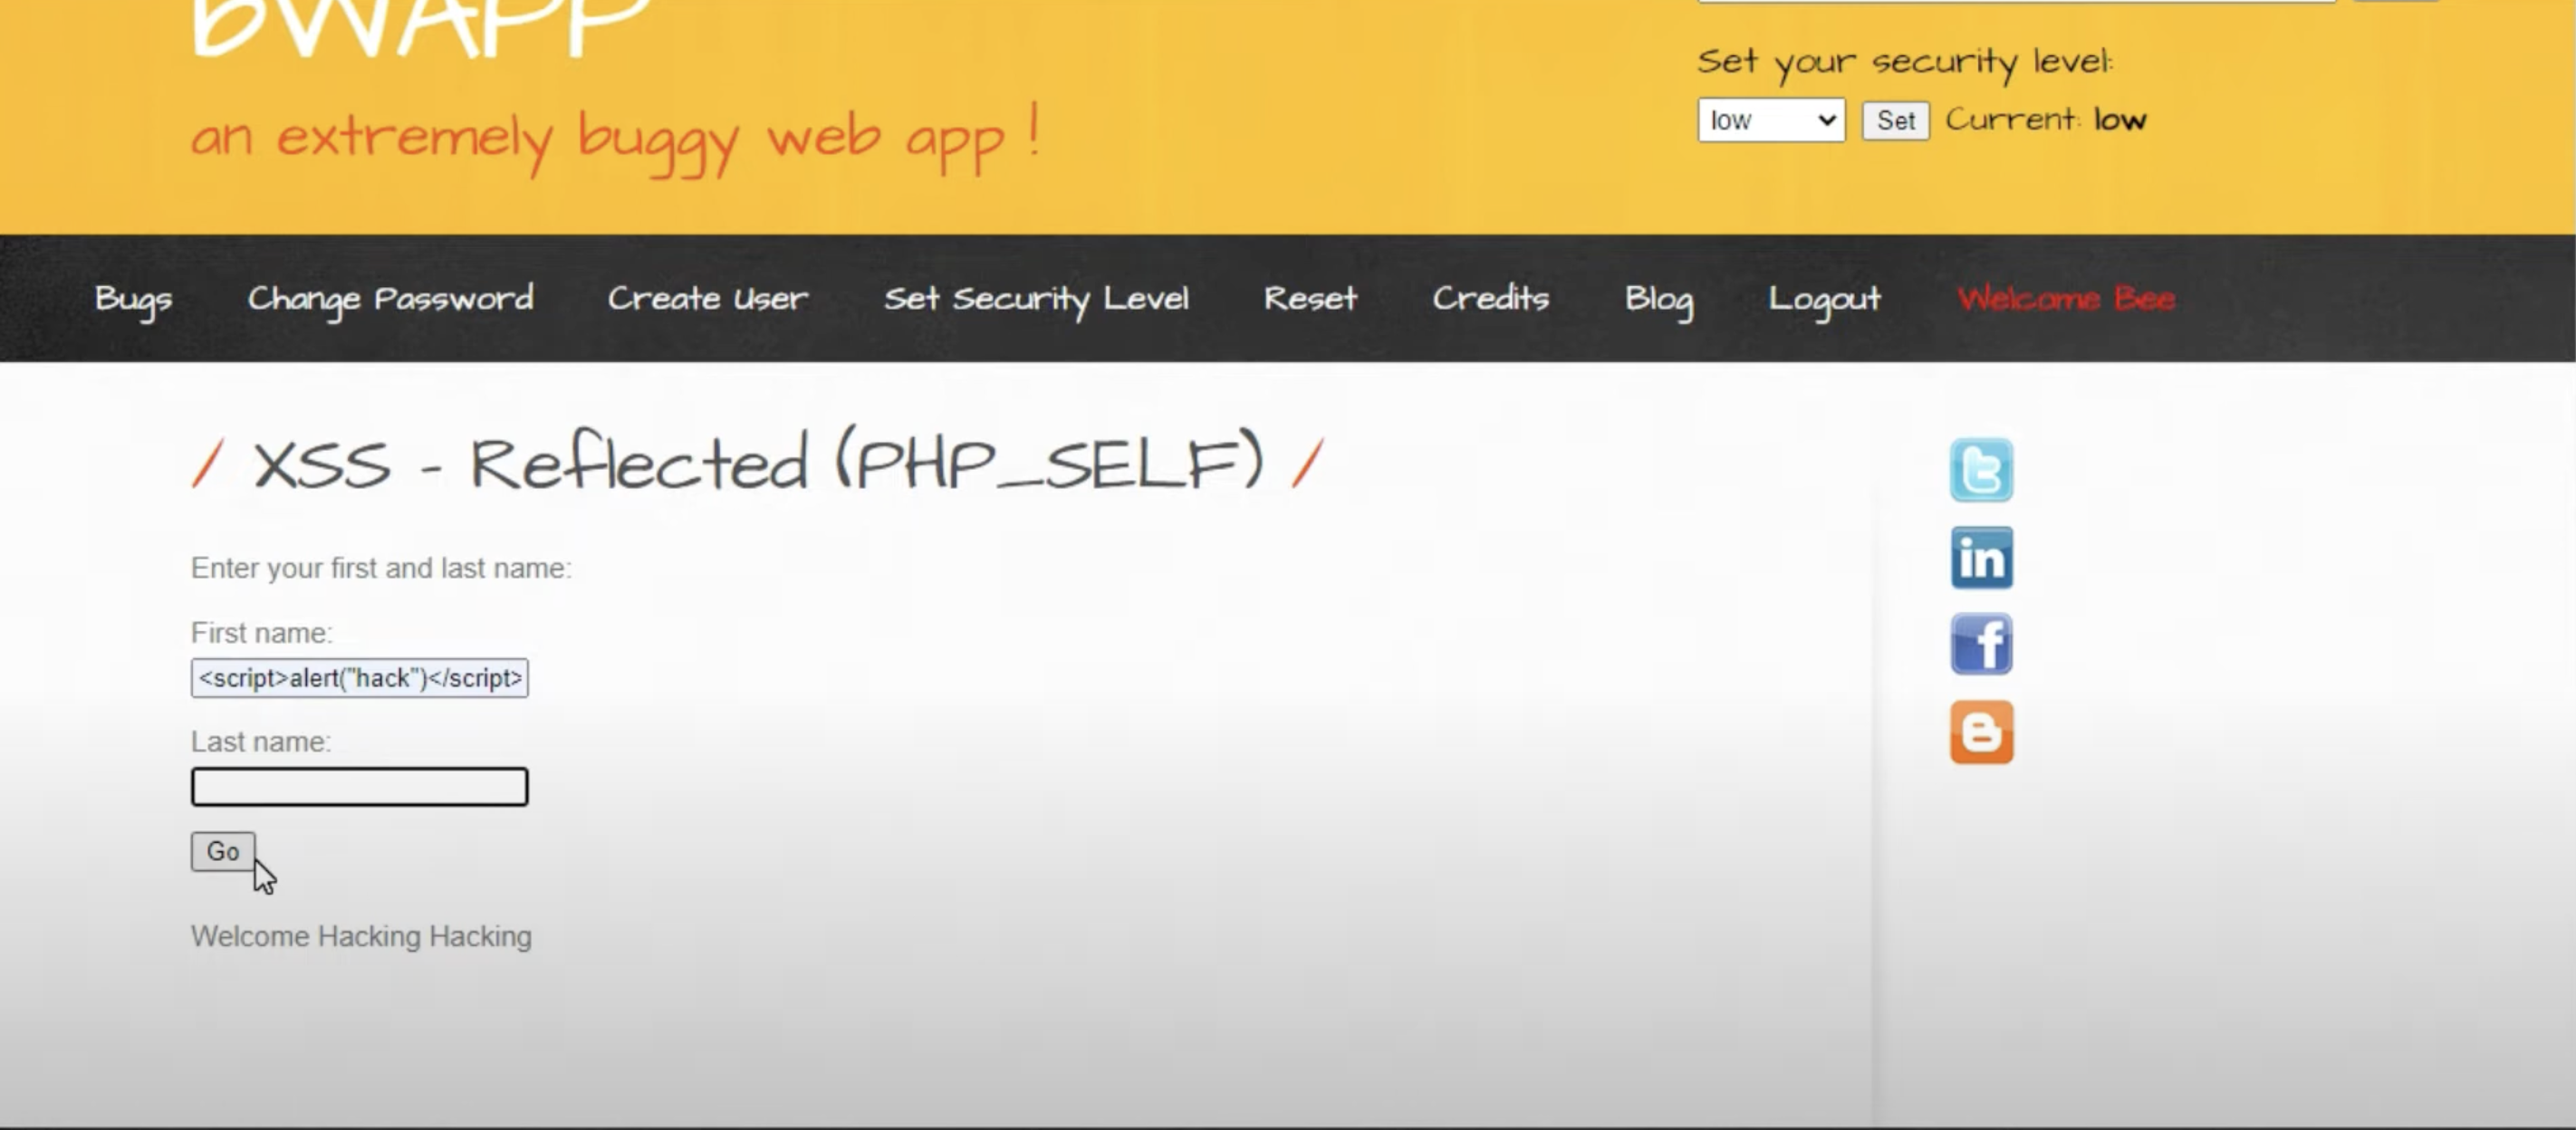 bWAPP
an extremely buggy web app !
Set your security level:
low Set Current: low
Bugs Change Password Create User Set Security Level Reset Credits Blog Logout Welcome Bee
/ XSS - Reflected (PHP_SELF) /
Enter your first and last name:
First name:
<script>alert("hack")</script>
Last name:
Go
Welcome Hacking Hacking
t
in
f
B